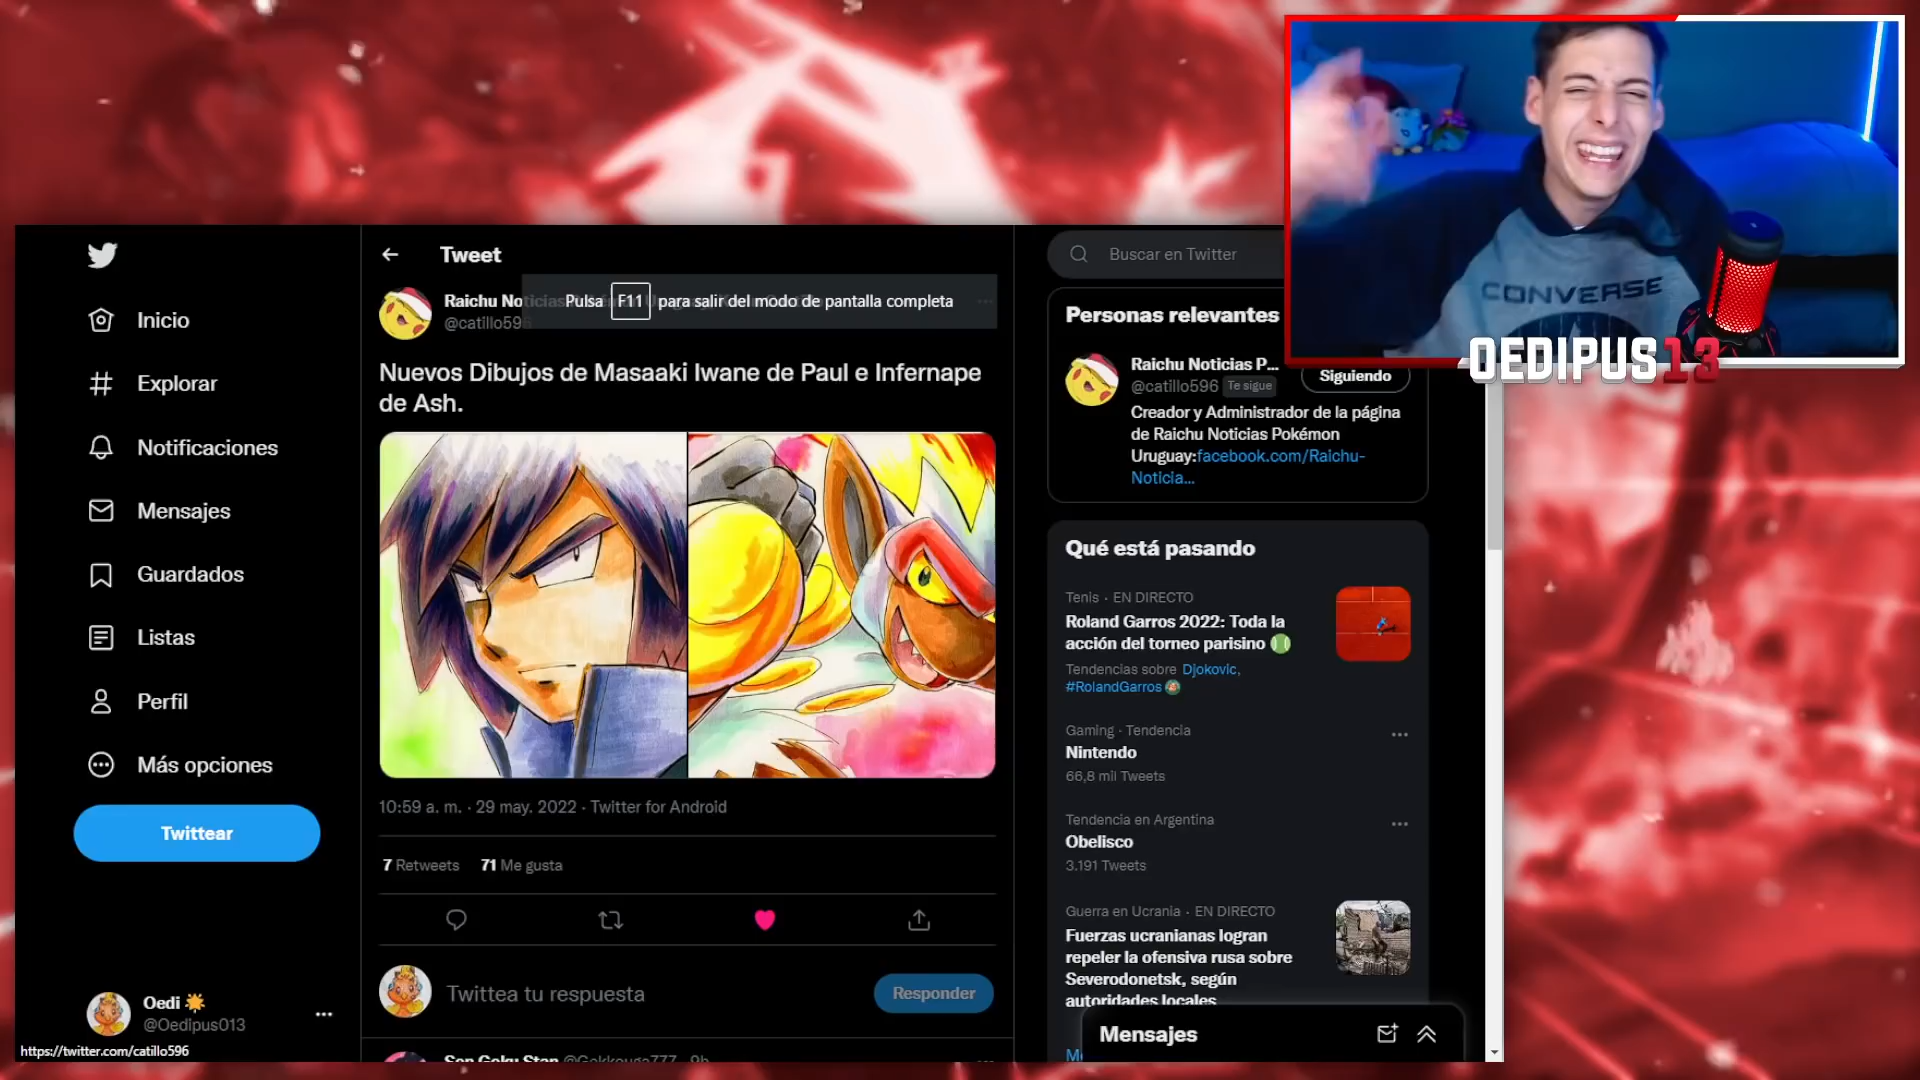 Tweet
Raichu No
@catillo59
Pulsa F11 para salir del modo de pantalla completa
Nuevos Dibujos de Masaaki Iwane de Paul e Infernape
de Ash.
10:59 a. m. · 29 may. 2022 · Twitter for Android
7 Retweets 71 Me gusta
Twittea tu respuesta
Responder
Son Goku Stan @Gokkouga777 · 9h
Inicio
Explorar
Notificaciones
Mensajes
Guardados
Listas
Perfil
Más opciones
Twittear
Oedi
@Oedipus013
https://twitter.com/catillo596
Buscar en Twitter
Personas relevantes
Raichu Noticias P...
@catillo596 Te sigue
Siguiendo
Creador y Administrador de la página
de Raichu Noticias Pokémon
Uruguay:facebook.com/Raichu-
Noticia...
Qué está pasando
Tenis · EN DIRECTO
Roland Garros 2022: Toda la
acción del torneo parisino
Tendencias sobre Djokovic,
#RolandGarros
Gaming · Tendencia
Nintendo
66,8 mil Tweets
Tendencia en Argentina
Obelisco
3.191 Tweets
Guerra en Ucrania · EN DIRECTO
Fuerzas ucranianas logran
repeler la ofensiva rusa sobre
Severodonetsk, según
autoridades locales
Mensajes
CONVERSE
OEDIPUS13